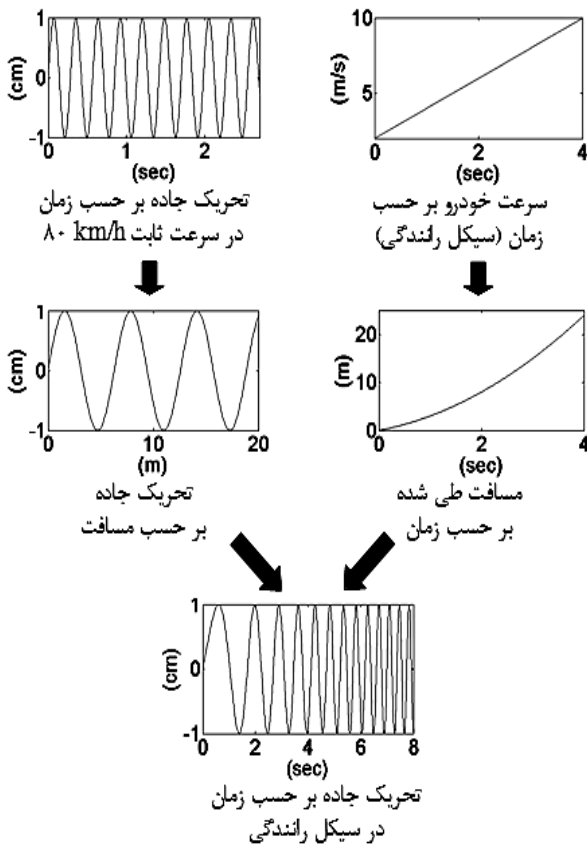 1
0
-1
(cm)
0
1
2
(sec)
تحریک جاده بر حسب زمان
در سرعت ثابت ۸۰ km/h
10
5
(m/s)
0
2
4
(sec)
سرعت خودرو بر حسب
زمان (سیکل رانندگی)
1
0
-1
(cm)
0
10
20
(m)
تحریک جاده
بر حسب مسافت
20
10
0
(m)
0
2
4
(sec)
مسافت طی شده
بر حسب زمان
1
0
-1
(cm)
0
2
4
6
8
(sec)
تحریک جاده بر حسب زمان
در سیکل رانندگی